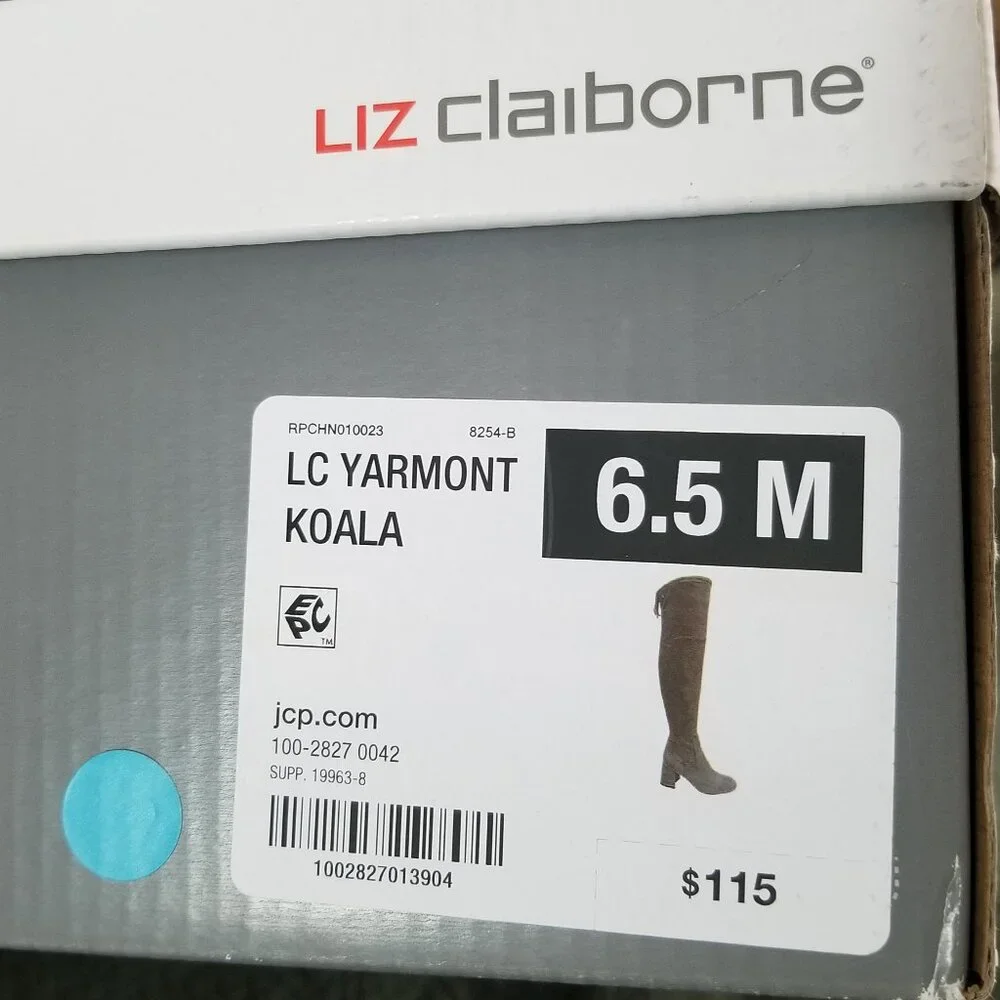 LIZ claiborne®
RPCHN010023 8254-B
LC YARMONT
KOALA
6.5 M
EPC
TM
jcp.com
100-2827 0042
SUPP. 19963-8
1002827013904
$115